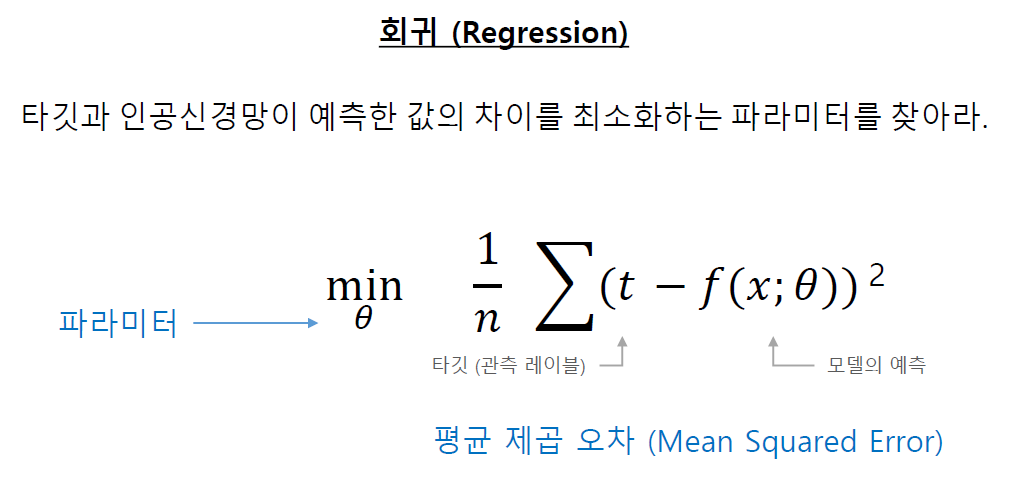 회귀 (Regression)
타깃과 인공신경망이 예측한 값의 차이를 최소화하는 파라미터를 찾아라.
파라미터 min θ 1/n ∑(t − f(x; θ)) ²
타깃 (관측 레이블) 모델의 예측
평균 제곱 오차 (Mean Squared Error)